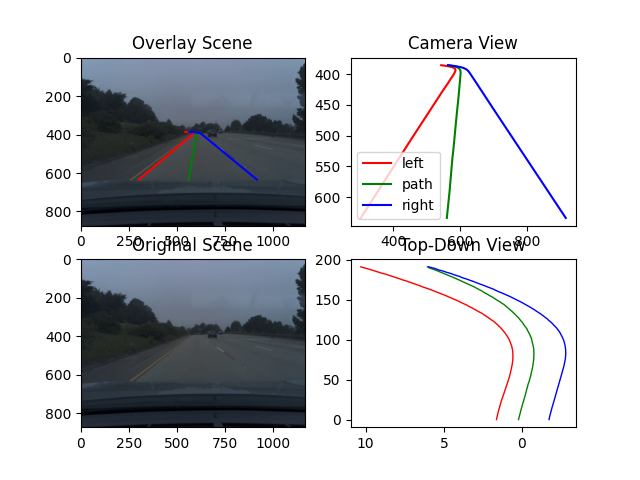 Overlay Scene
0
200
400
600
800
0 250 500 750 1000
Camera View
400
450
500
550
600
left
path
right
400 600 800
Original Scene
0
200
400
600
800
0 250 500 750 1000
Top-Down View
200
150
100
50
0
10 5 0